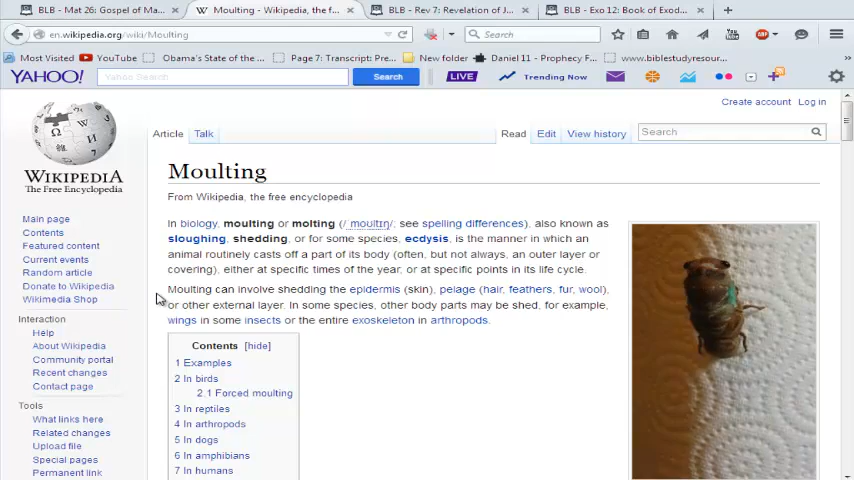 BLB - Mat 26: Gospel of Ma...
Moulting - Wikipedia, the f...
BLB - Rev 7: Revelation of J...
BLB - Exo 12: Book of Exod...
en.wikipedia.org/wiki/Moulting
Search
Most Visited
YouTube
Obama's State of the ...
Page 7: Transcript: Pre...
New folder
Daniel 11 - Prophecy F...
www.biblestudyresour...
YAHOO!
Yahoo Search
Search
LIVE
Trending Now
Create account Log in
WIKIPEDIA
The Free Encyclopedia
Article Talk
Read Edit View history
Search
Main page
Contents
Featured content
Current events
Random article
Donate to Wikipedia
Wikimedia Shop
Interaction
Help
About Wikipedia
Community portal
Recent changes
Contact page
Tools
What links here
Related changes
Upload file
Special pages
Permanent link
Moulting
From Wikipedia, the free encyclopedia
In biology, moulting or molting (/ˈmoʊltɪŋ/; see spelling differences), also known as
sloughing, shedding, or for some species, ecdysis, is the manner in which an
animal routinely casts off a part of its body (often, but not always, an outer layer or
covering), either at specific times of the year, or at specific points in its life cycle.
Moulting can involve shedding the epidermis (skin), pelage (hair, feathers, fur, wool),
or other external layer. In some species, other body parts may be shed, for example,
wings in some insects or the entire exoskeleton in arthropods.
Contents [hide]
1 Examples
2 In birds
2.1 Forced moulting
3 In reptiles
4 In arthropods
5 In dogs
6 In amphibians
7 In humans